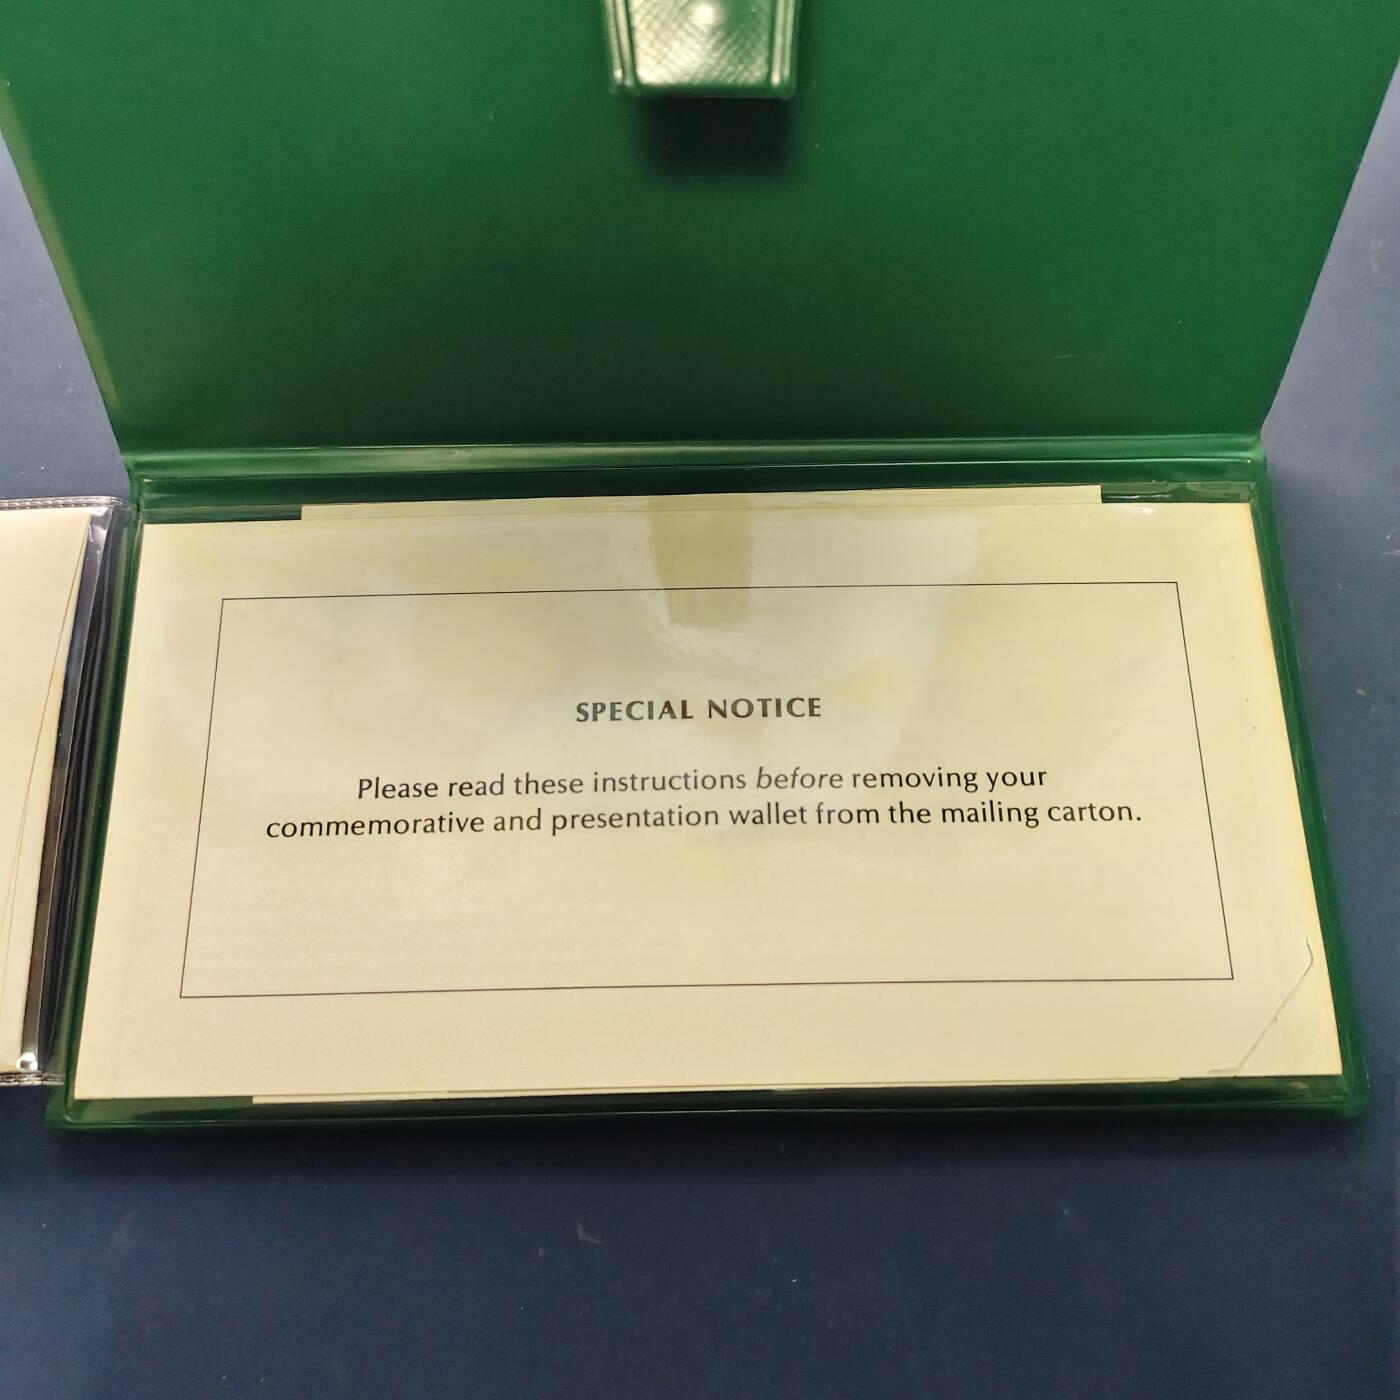 SPECIAL NOTICE
Please read these instructions before removing your
commemorative and presentation wallet from the mailing carton.